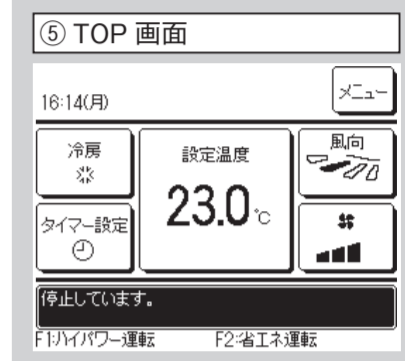 ⑤ TOP 画面
メニュー
16:14(月)
冷房
設定温度
風向
23.0℃
タイマー設定
停止しています。
F1:ハイパワー運転 F2:省エネ運転